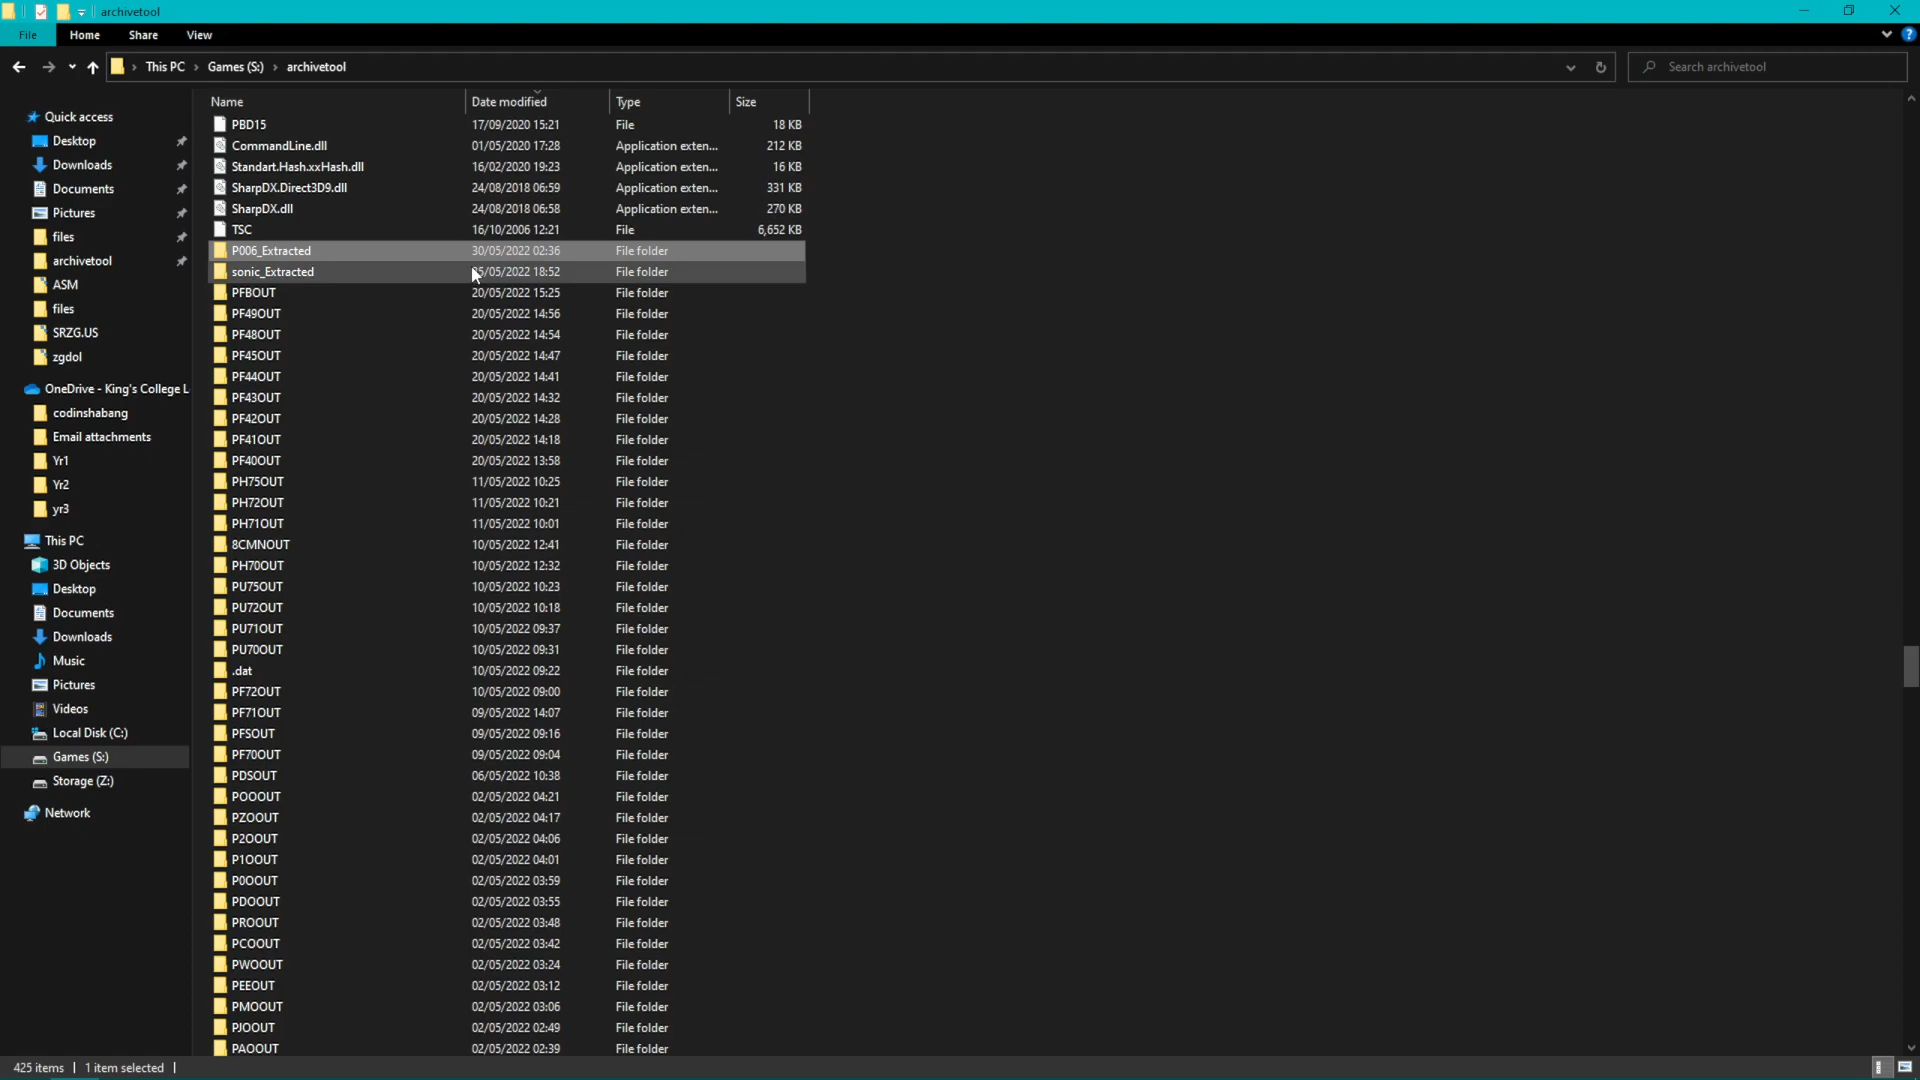 archivetool
File Home Share View
This PC Games (S:) archivetool
Search archivetool
Name Date modified Type Size
PBD15 17/09/2020 15:21 File 18 KB
CommandLine.dll 01/05/2020 17:28 Application exten... 212 KB
Standart.Hash.xxHash.dll 16/02/2020 19:23 Application exten... 16 KB
SharpDX.Direct3D9.dll 24/08/2018 06:59 Application exten... 331 KB
SharpDX.dll 24/08/2018 06:58 Application exten... 270 KB
TSC 16/10/2006 12:21 File 6,652 KB
P006_Extracted 30/05/2022 02:36 File folder
sonic_Extracted 5/05/2022 18:52 File folder
PFBOUT 20/05/2022 15:25 File folder
PF49OUT 20/05/2022 14:56 File folder
PF48OUT 20/05/2022 14:54 File folder
PF45OUT 20/05/2022 14:47 File folder
PF44OUT 20/05/2022 14:41 File folder
PF43OUT 20/05/2022 14:32 File folder
PF42OUT 20/05/2022 14:28 File folder
PF41OUT 20/05/2022 14:18 File folder
PF40OUT 20/05/2022 13:58 File folder
PH75OUT 11/05/2022 10:25 File folder
PH72OUT 11/05/2022 10:21 File folder
PH71OUT 11/05/2022 10:01 File folder
8CMNOUT 10/05/2022 12:41 File folder
PH70OUT 10/05/2022 12:32 File folder
PU75OUT 10/05/2022 10:23 File folder
PU72OUT 10/05/2022 10:18 File folder
PU71OUT 10/05/2022 09:37 File folder
PU70OUT 10/05/2022 09:31 File folder
.dat 10/05/2022 09:22 File folder
PF72OUT 10/05/2022 09:00 File folder
PF71OUT 09/05/2022 14:07 File folder
PFSOUT 09/05/2022 09:16 File folder
PF70OUT 09/05/2022 09:04 File folder
PDSOUT 06/05/2022 10:38 File folder
POOOUT 02/05/2022 04:21 File folder
PZOOUT 02/05/2022 04:17 File folder
P2OOUT 02/05/2022 04:06 File folder
P1OOUT 02/05/2022 04:01 File folder
P0OOUT 02/05/2022 03:59 File folder
PDOOUT 02/05/2022 03:55 File folder
PROOUT 02/05/2022 03:48 File folder
PCOOUT 02/05/2022 03:42 File folder
PWOOUT 02/05/2022 03:24 File folder
PEEOUT 02/05/2022 03:12 File folder
PMOOUT 02/05/2022 03:06 File folder
PJOOUT 02/05/2022 02:49 File folder
PAOOUT 02/05/2022 02:39 File folder
Quick access
Desktop
Downloads
Documents
Pictures
files
archivetool
ASM
files
SRZG.US
zgdol
OneDrive - King's College L
codinshabang
Email attachments
Yr1
Yr2
yr3
This PC
3D Objects
Desktop
Documents
Downloads
Music
Pictures
Videos
Local Disk (C:)
Games (S:)
Storage (Z:)
Network
425 items 1 item selected